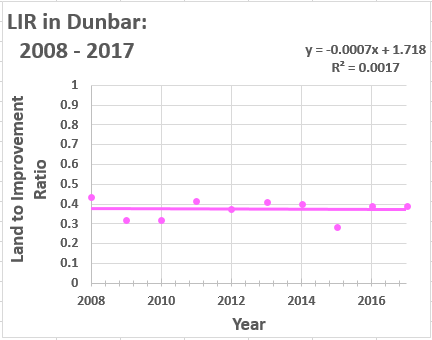 LIR in Dunbar:
2008 - 2017
y = -0.0007x + 1.718
R² = 0.0017
Land to Improvement
Ratio
1
0.9
0.8
0.7
0.6
0.5
0.4
0.3
0.2
0.1
0
2008 2010 2012 2014 2016
Year